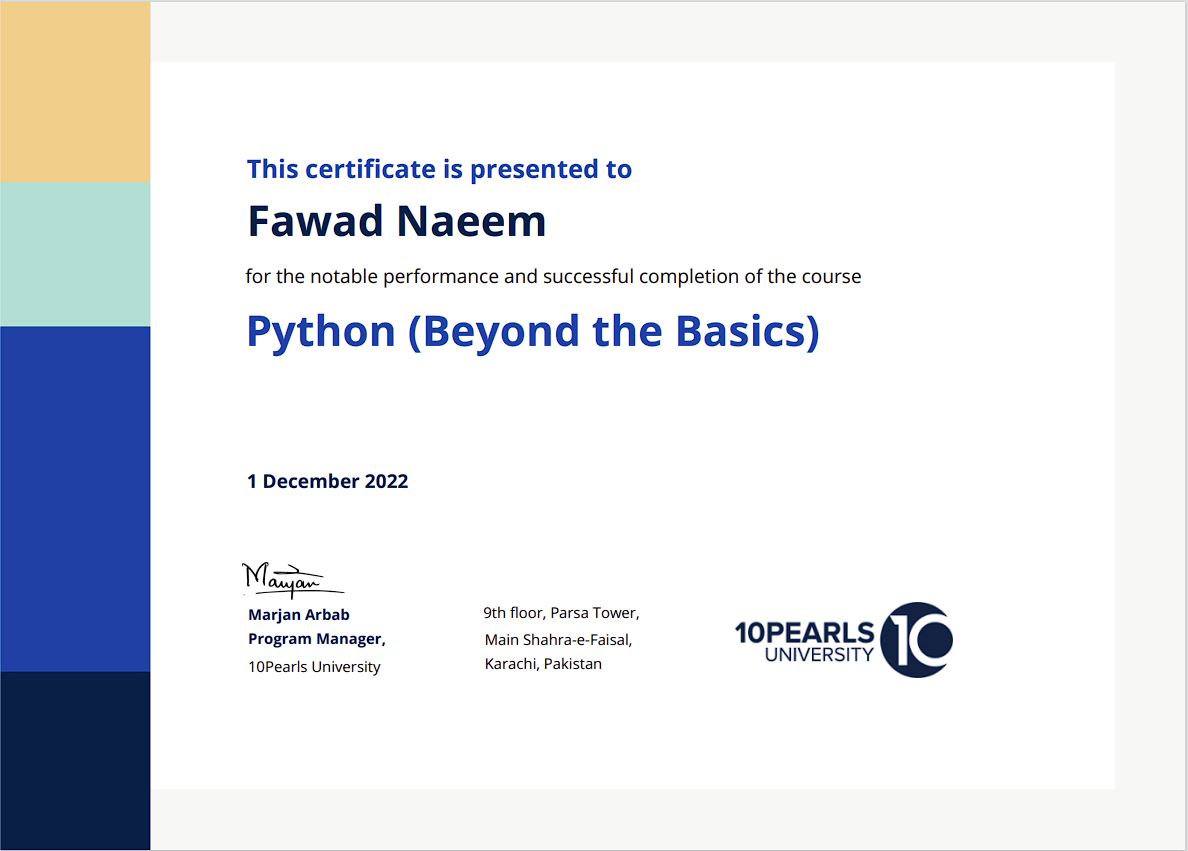 This certificate is presented to
Fawad Naeem
for the notable performance and successful completion of the course
Python (Beyond the Basics)
1 December 2022
Marjan
Marjan Arbab
Program Manager,
10Pearls University
9th floor, Parsa Tower,
Main Shahra-e-Faisal,
Karachi, Pakistan
10PEARLS
UNIVERSITY
10